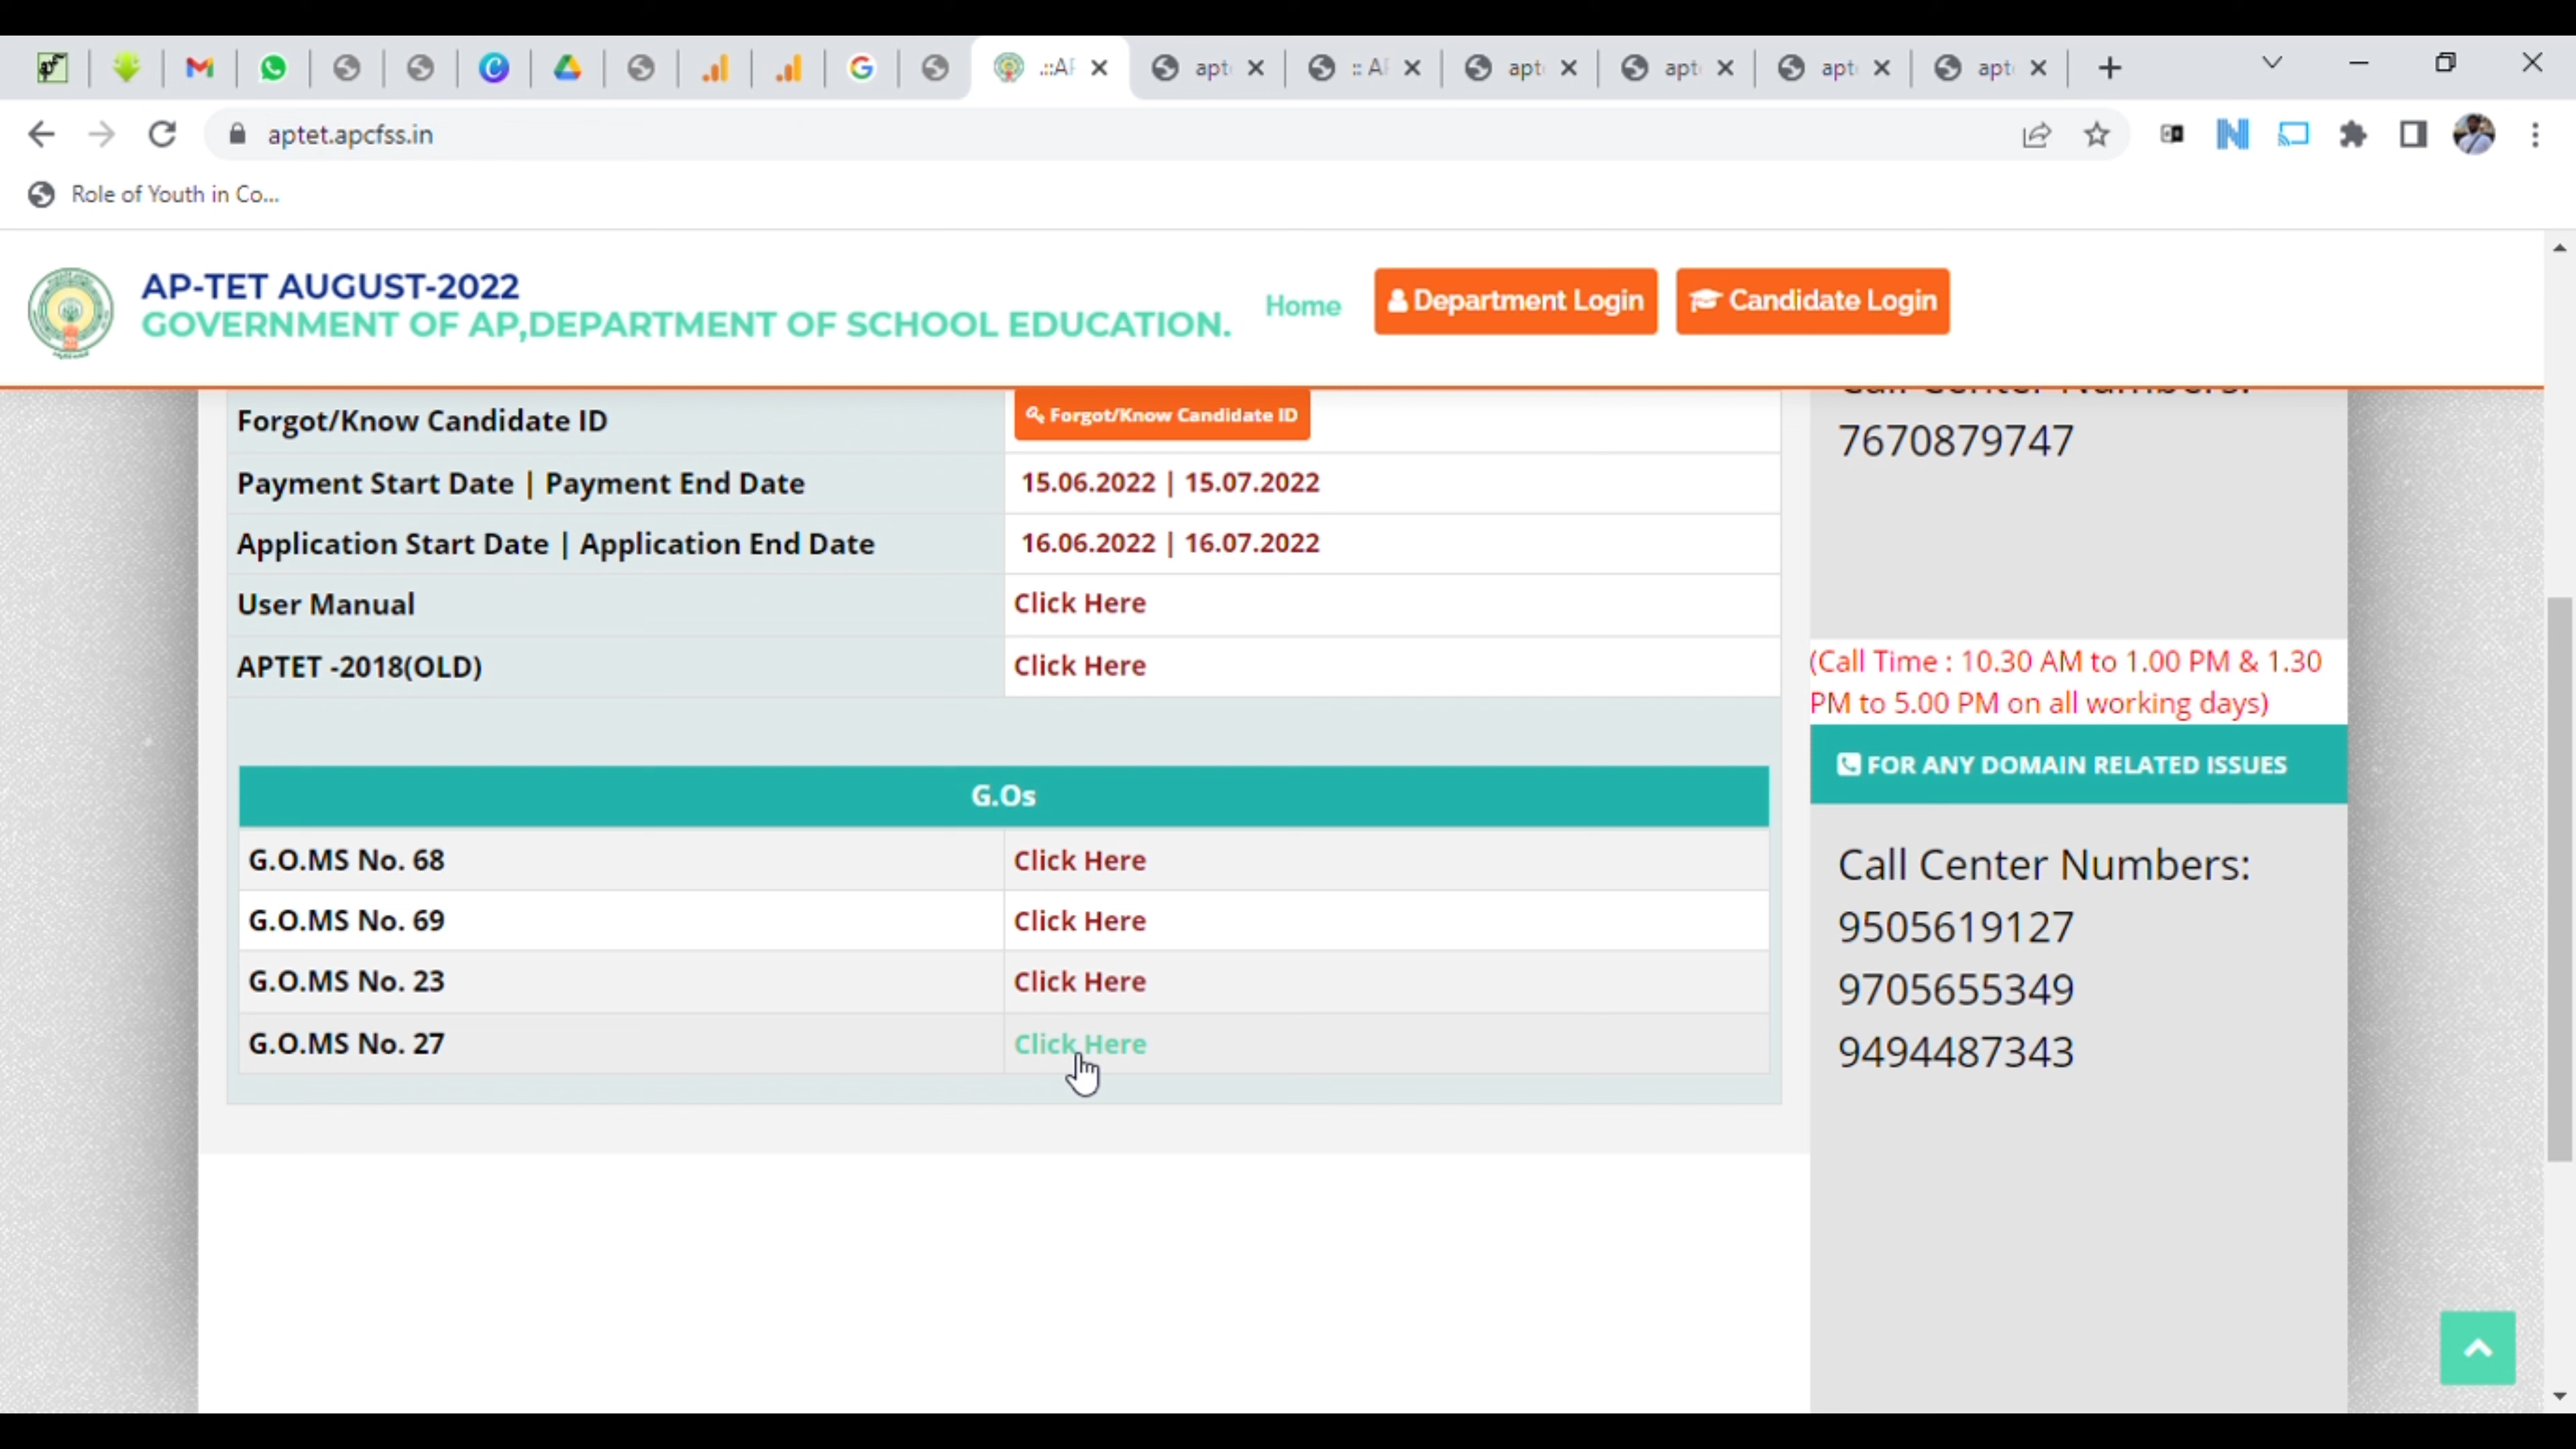 .::AP
apt
:: AI
apt
apt
apt
apt
aptet.apcfss.in
Role of Youth in Co...
AP-TET AUGUST-2022
GOVERNMENT OF AP,DEPARTMENT OF SCHOOL EDUCATION.
Home
Department Login
Candidate Login
Forgot/Know Candidate ID
Forgot/Know Candidate ID
Call Center Numbers:
7670879747
Payment Start Date | Payment End Date
15.06.2022 | 15.07.2022
Application Start Date | Application End Date
16.06.2022 | 16.07.2022
User Manual
Click Here
APTET -2018(OLD)
Click Here
(Call Time : 10.30 AM to 1.00 PM & 1.30
PM to 5.00 PM on all working days)
FOR ANY DOMAIN RELATED ISSUES
G.Os
G.O.MS No. 68
Click Here
G.O.MS No. 69
Click Here
G.O.MS No. 23
Click Here
G.O.MS No. 27
Click Here
Call Center Numbers:
9505619127
9705655349
9494487343